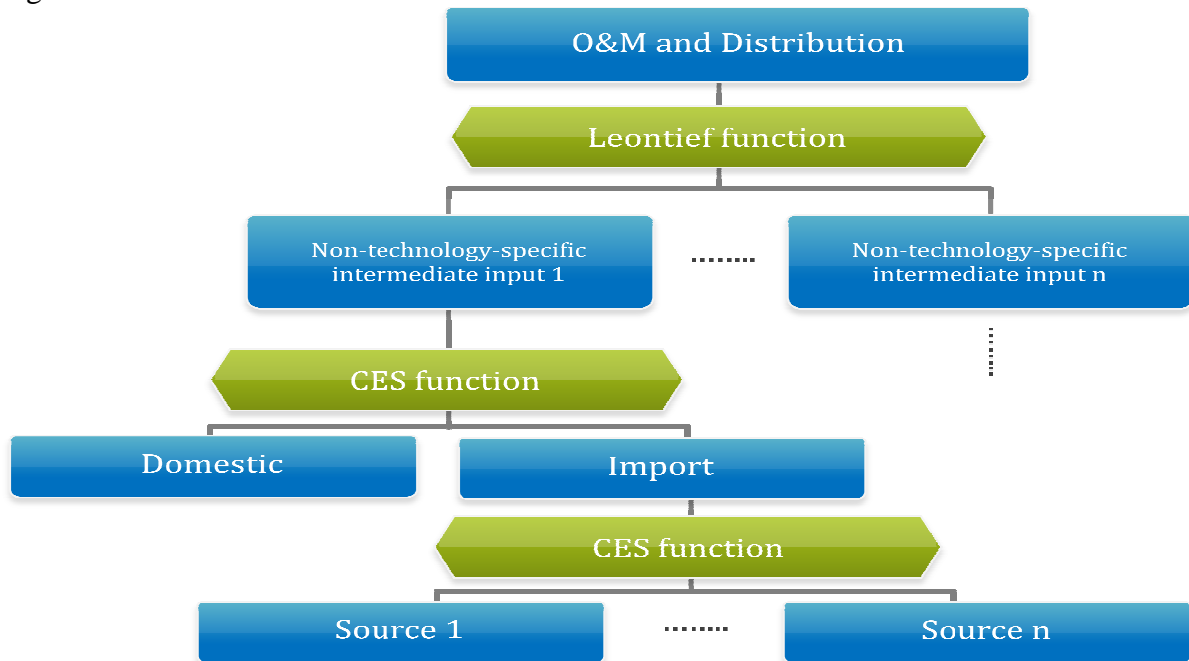 O&M and Distribution
Leontief function
Non-technology-specific
intermediate input 1
........
Non-technology-specific
intermediate input n
CES function
Domestic
Import
CES function
Source 1
........
Source n